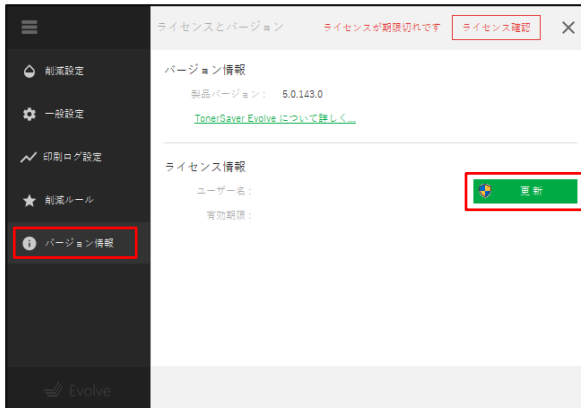 ライセンスとバージョン
ライセンスが期限切れです
ライセンス確認
削減設定
一般設定
印刷ログ設定
削減ルール
バージョン情報
バージョン情報
製品バージョン: 5.0.143.0
TonerSaver Evolve について詳しく...
ライセンス情報
ユーザー名:
更新
有効期限:
Evolve